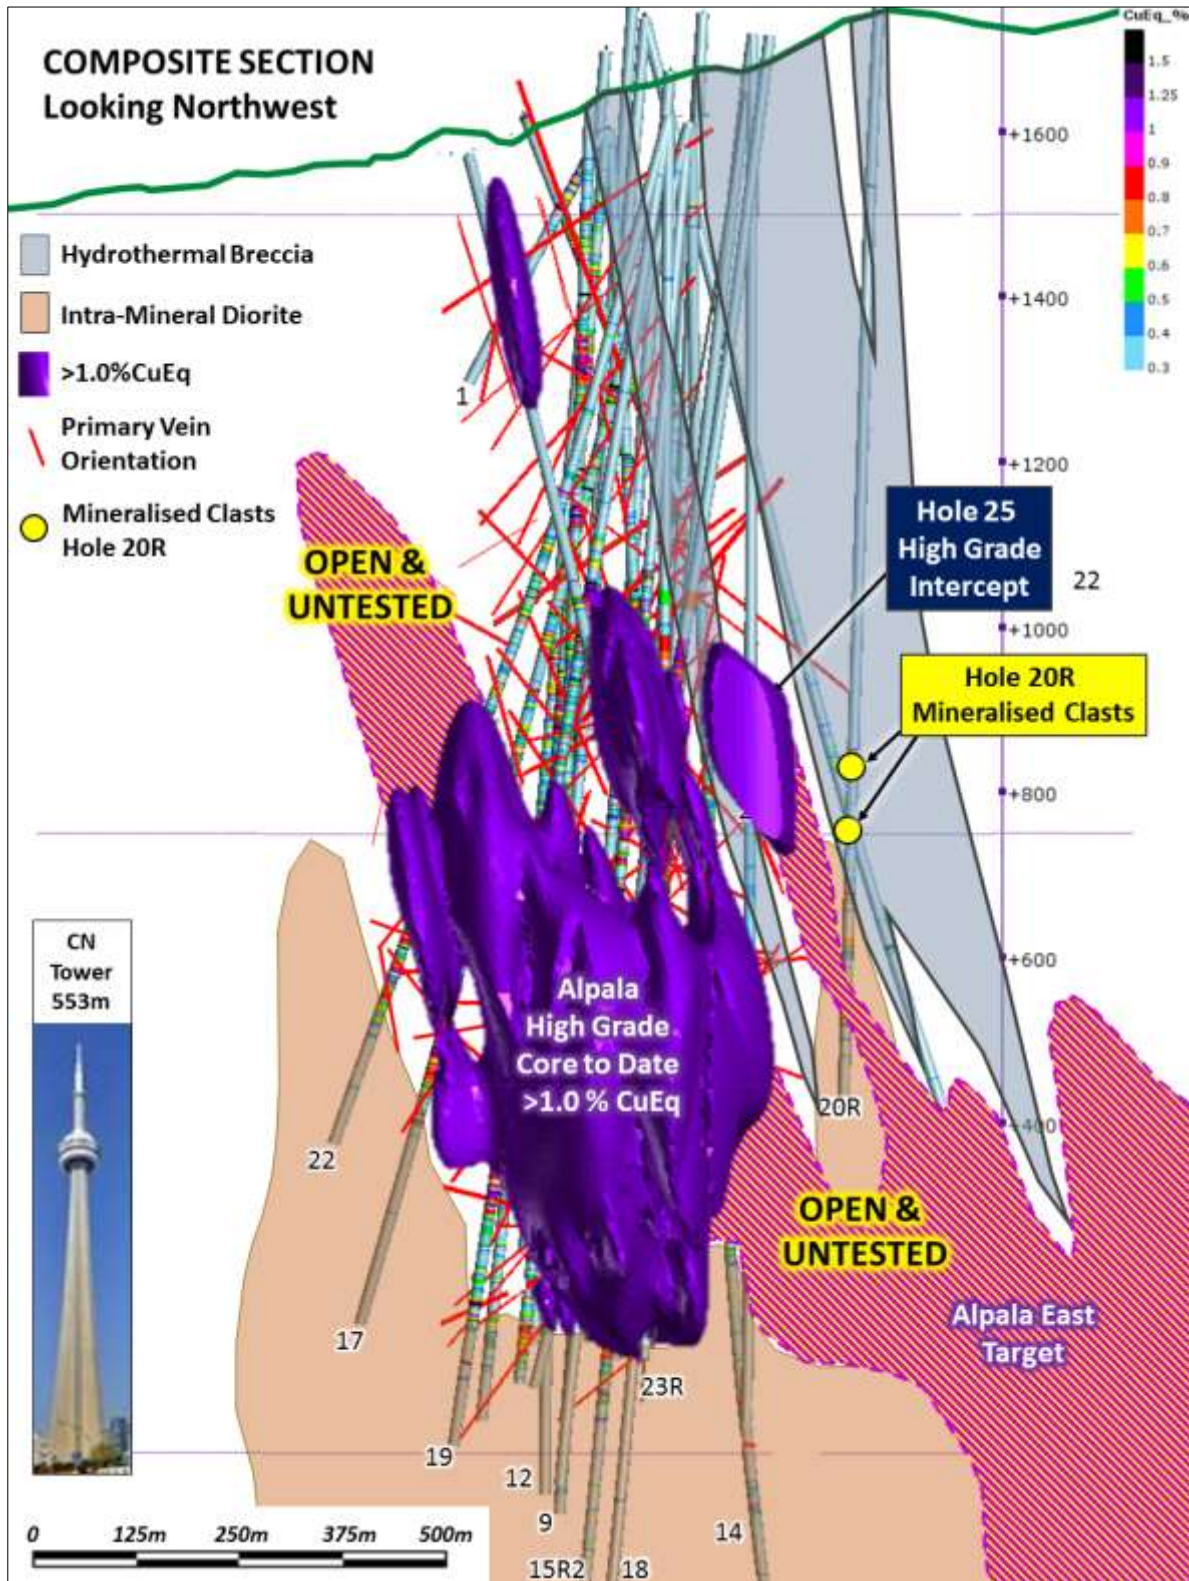 COMPOSITE SECTION
Looking Northwest
Hydrothermal Breccia
Intra-Mineral Diorite
>1.0%CuEq
Primary Vein
Orientation
Mineralised Clasts
Hole 20R
CuEq_%
1.5
1.25
1
0.9
0.8
0.7
0.6
0.5
0.4
0.3
+1600
+1400
+1200
+1000
+800
+600
+400
1
OPEN &
UNTESTED
Hole 25
High Grade
Intercept
22
Hole 20R
Mineralised Clasts
CN
Tower
553m
Alpala
High Grade
Core to Date
>1.0 % CuEq
20R
22
OPEN &
UNTESTED
Alpala East
Target
17
23R
19
12
9
14
15R2
18
0 125m 250m 375m 500m